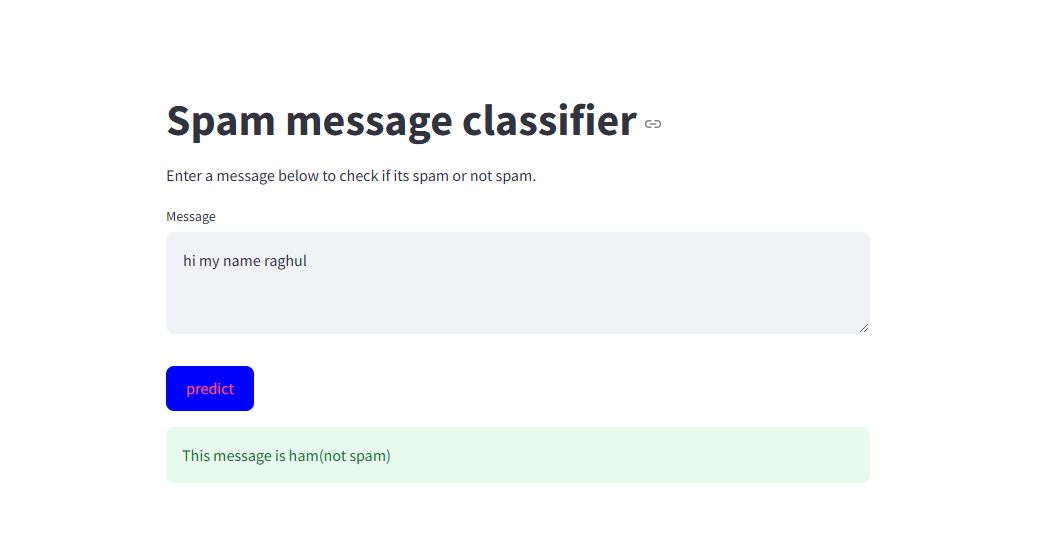 Spam message classifier
Enter a message below to check if its spam or not spam.
Message
hi my name raghul
predict
This message is ham(not spam)